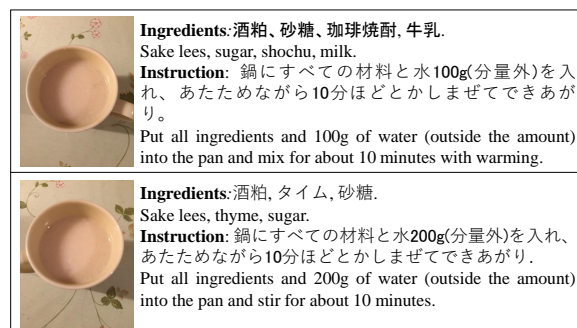 Ingredients:酒粕、砂糖、珈琲焼酎, 牛乳.
Sake lees, sugar, shochu, milk.
Instruction: 鍋にすべての材料と水100g(分量外)を入
れ、あたためながら10分ほどとかしまぜてできあが
り。
Put all ingredients and 100g of water (outside the amount)
into the pan and mix for about 10 minutes with warming.
Ingredients:酒粕, タイム, 砂糖.
Sake lees, thyme, sugar.
Instruction: 鍋にすべての材料と水200g(分量外)を入れ、
あたためながら10分ほどとかしまぜてできあがり.
Put all ingredients and 200g of water (outside the amount)
into the pan and stir for about 10 minutes.